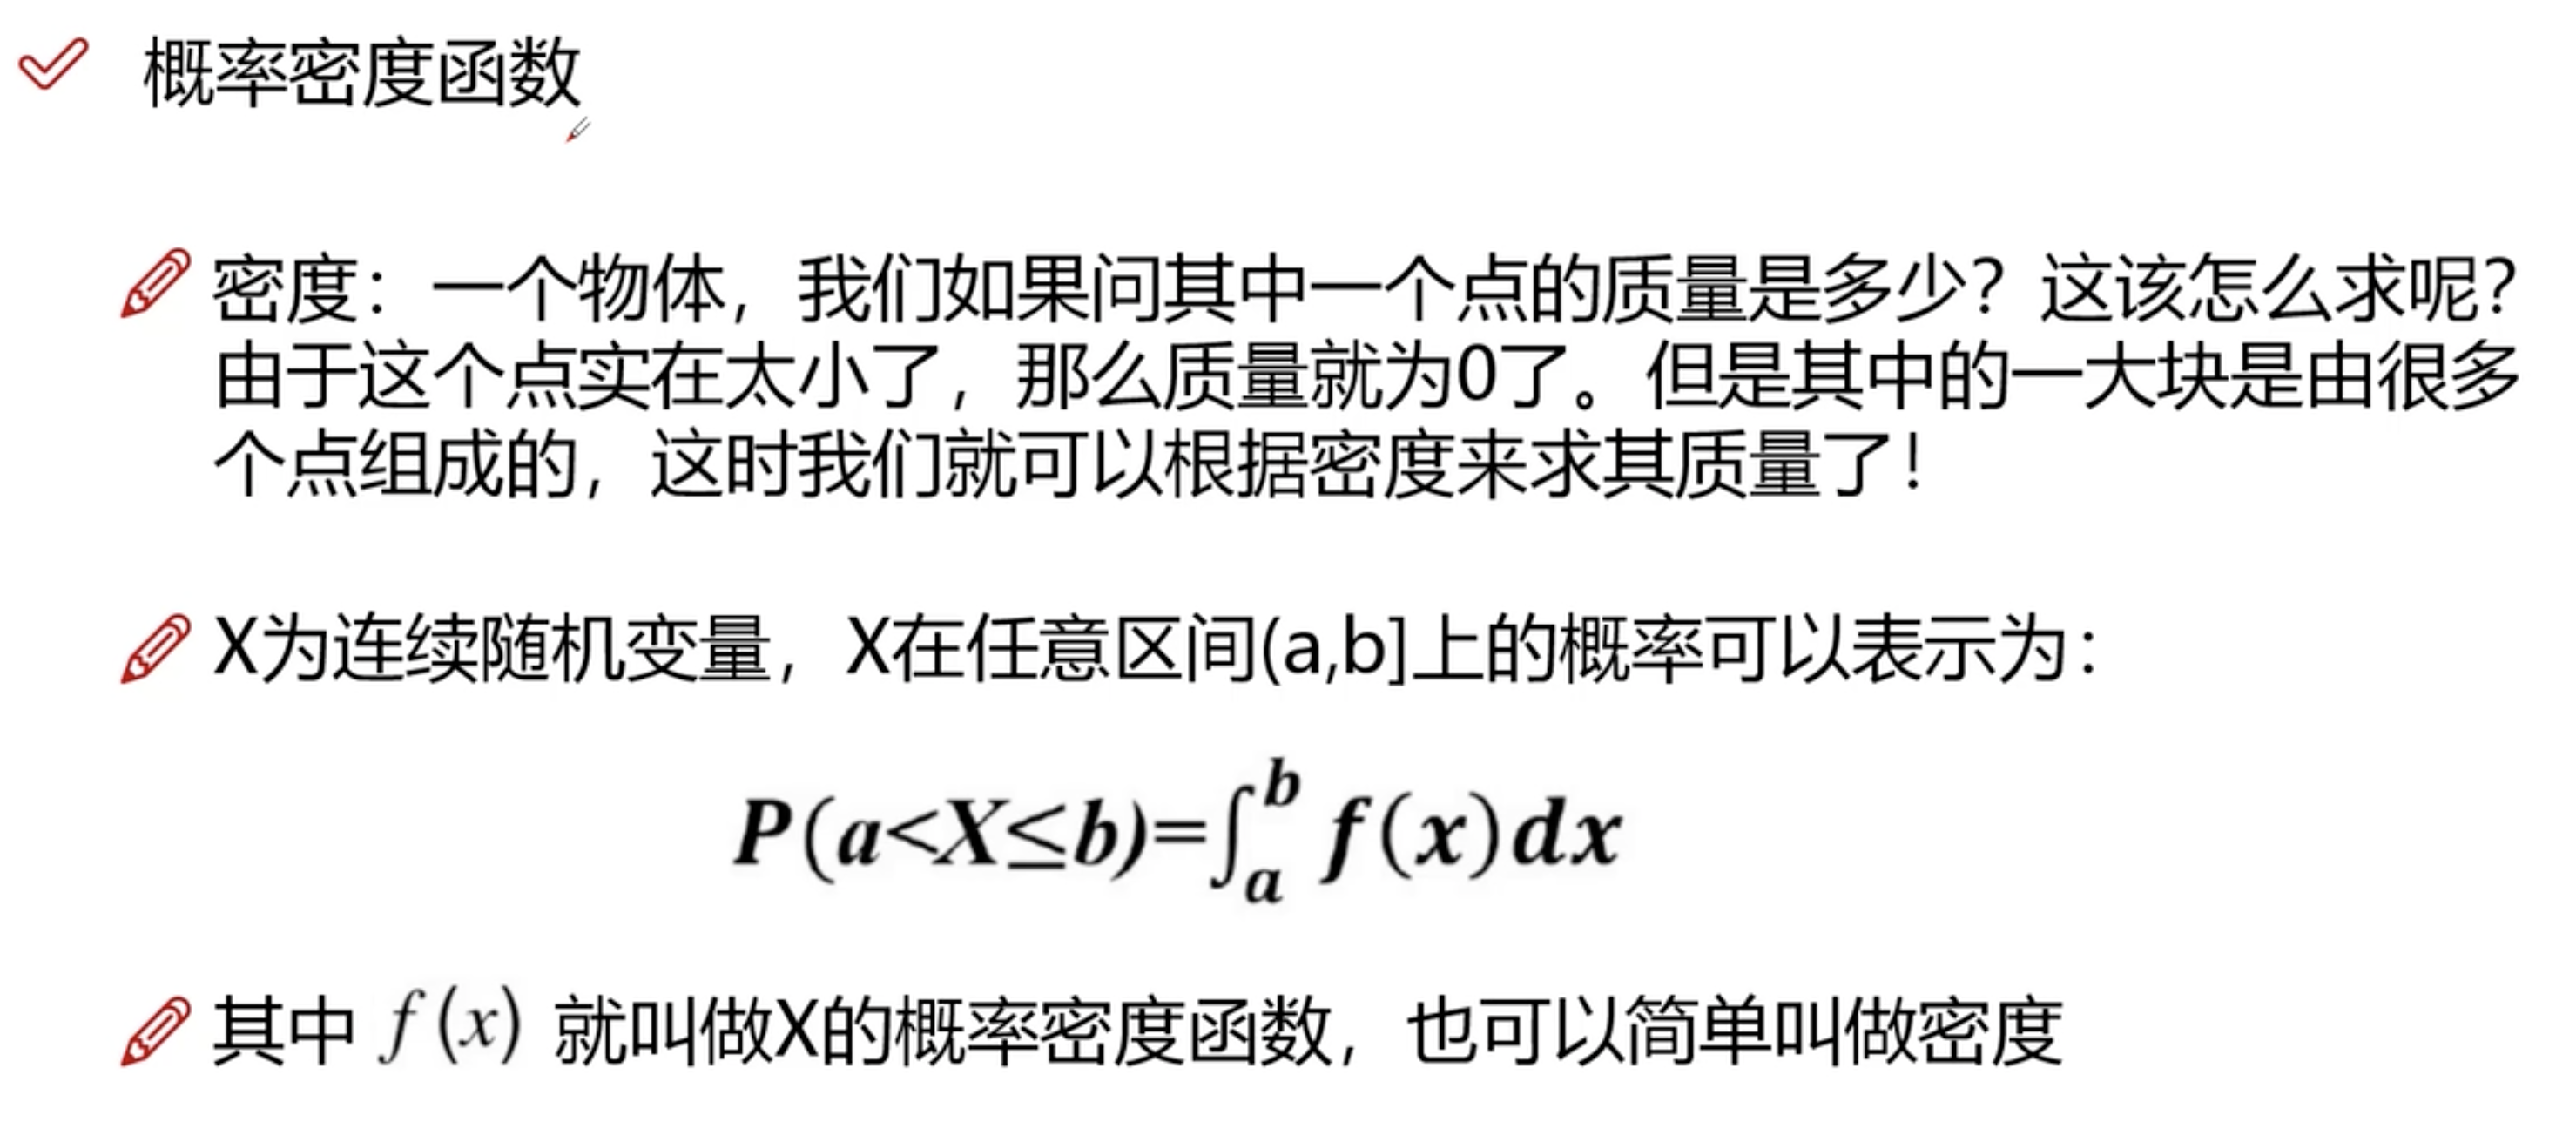 概率密度函数
密度：一个物体，我们如果问其中一个点的质量是多少？这该怎么求呢？
由于这个点实在太小了，那么质量就为0了。但是其中的一大块是由很多
个点组成的，这时我们就可以根据密度来求其质量了！
X为连续随机变量，X在任意区间(a,b]上的概率可以表示为：
P(a<X≤b)=∫_a^b f(x)dx
其中 f(x) 就叫做X的概率密度函数，也可以简单叫做密度